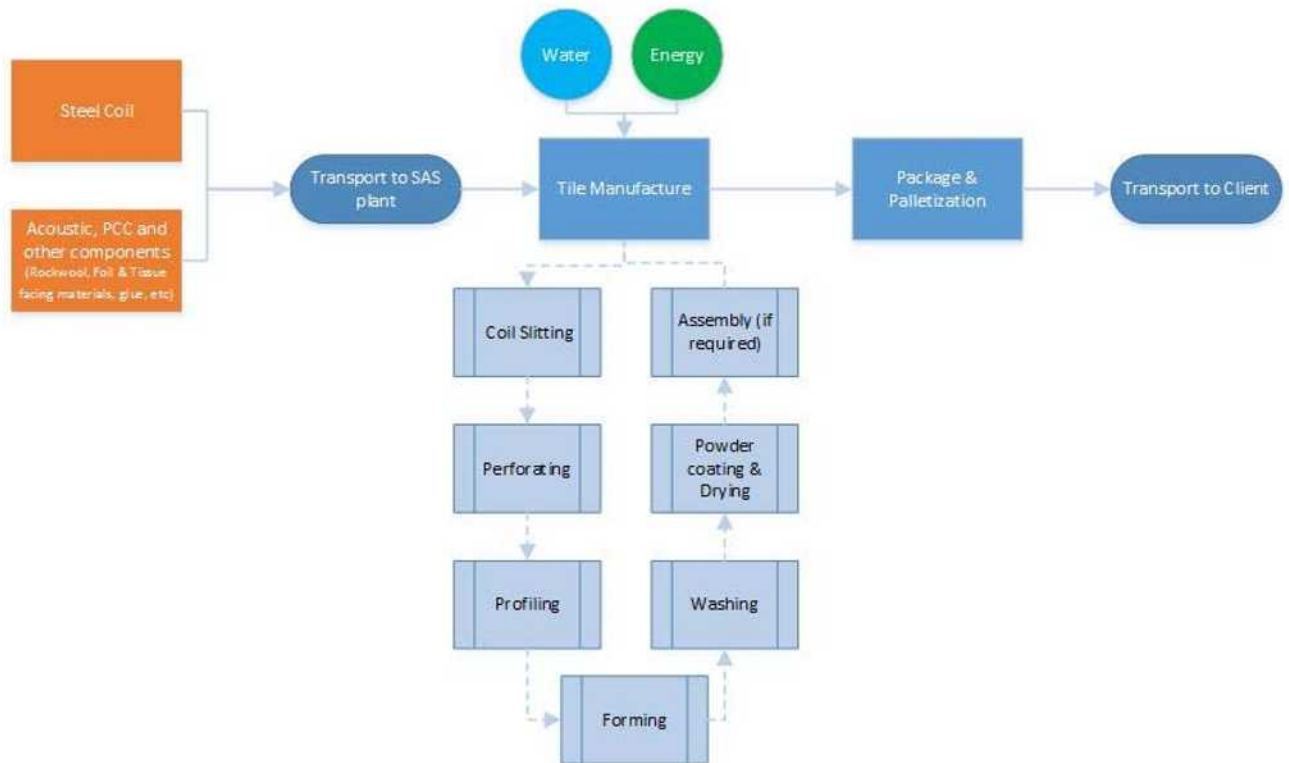 Water
Energy
Steel Coil
Transport to SAS
plant
Tile Manufacture
Package &
Palletization
Transport to Client
Acoustic, PCC and
other components
(Rockwool, Foil & Tissue
facing materials, glue, etc)
Coil Slitting
Assembly (if
required)
Perforating
Powder
coating &
Drying
Profiling
Washing
Forming